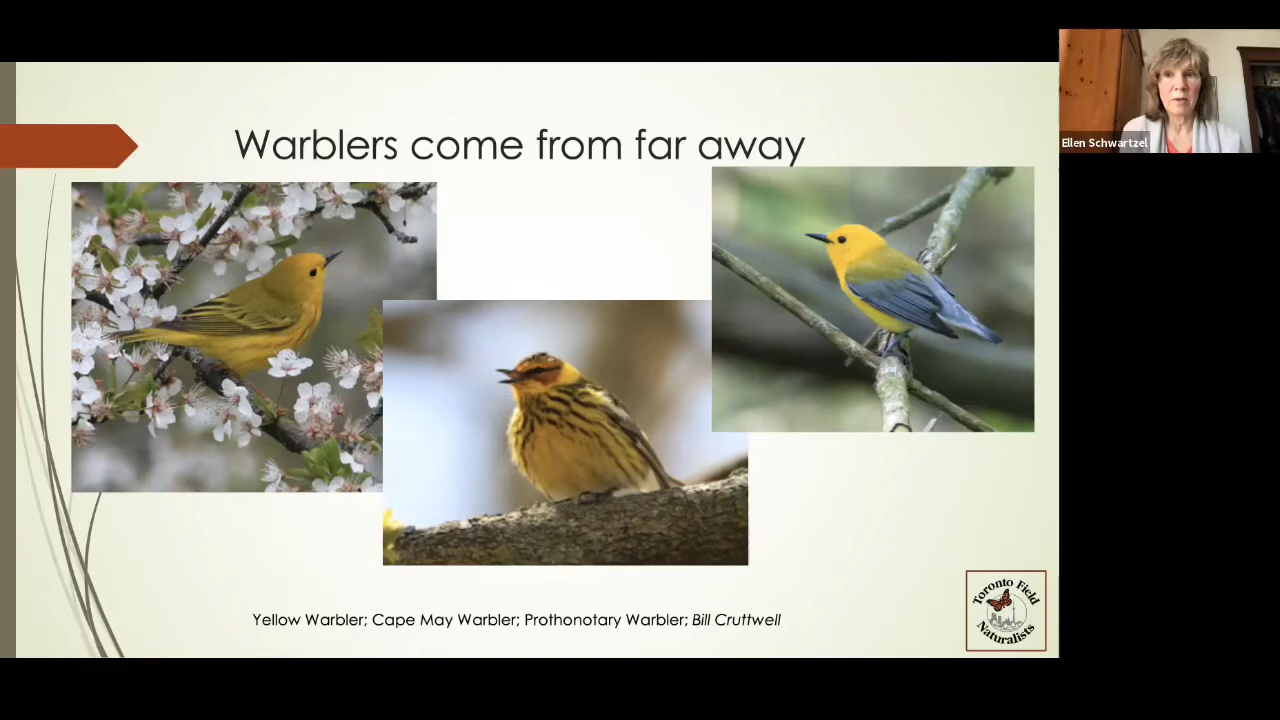 Warblers come from far away
Ellen Schwartzel
Yellow Warbler; Cape May Warbler; Prothonotary Warbler; Bill Cruttwell
Toronto Field
Naturalists